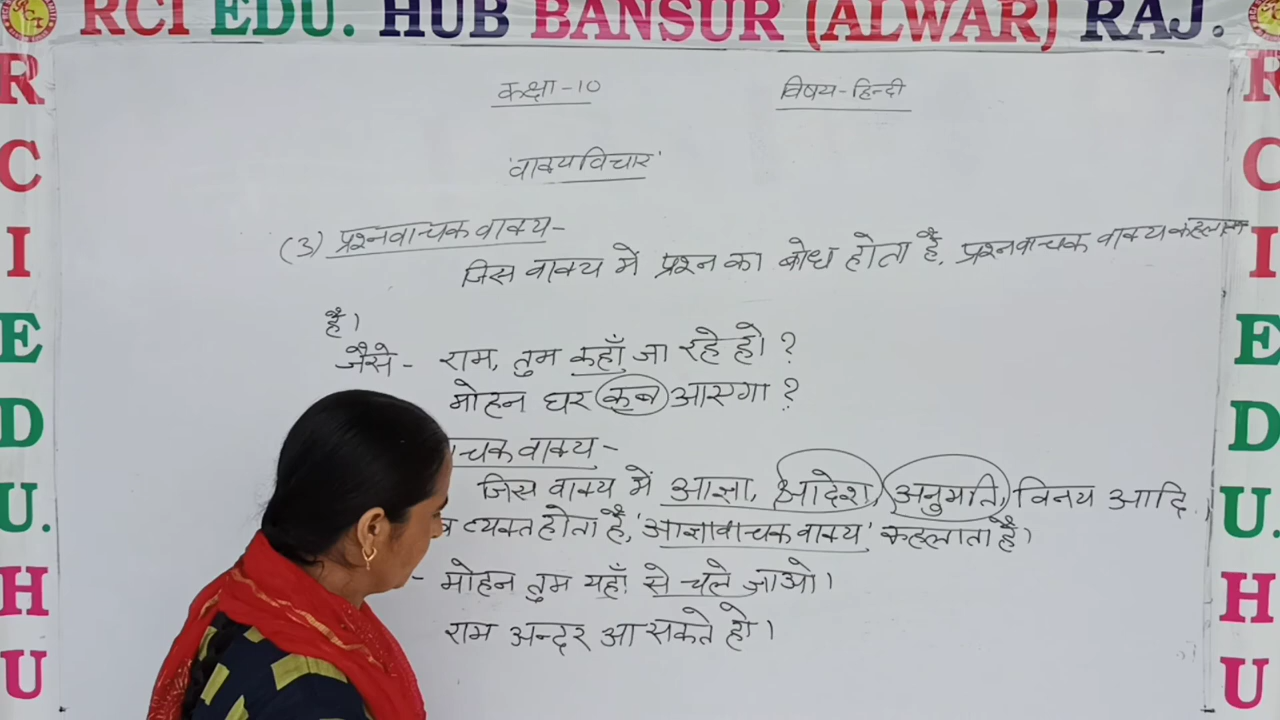 RCI EDU. HUB BANSUR (ALWAR) RAJ.
R C I E D U. H U
कक्षा -10
विषय - हिन्दी
'वाक्यविचार'
(3) प्रश्नवाचक वाक्य-
जिस वाक्य में प्रश्न का बोध होता है, प्रश्नवाचक वाक्य कहलाता
है।
जैसे - राम, तुम कहाँ जा रहे हो ?
मोहन घर कब आएगा ?
वाचक वाक्य -
जिस वाक्य में आज्ञा, आदेश, अनुमति, विनय आदि
व्यक्त होता है, 'आज्ञावाचक वाक्य' कहलाता है।
- मोहन तुम यहाँ से चले जाओ।
राम अन्दर आ सकते हो।
R C I E D U. H U